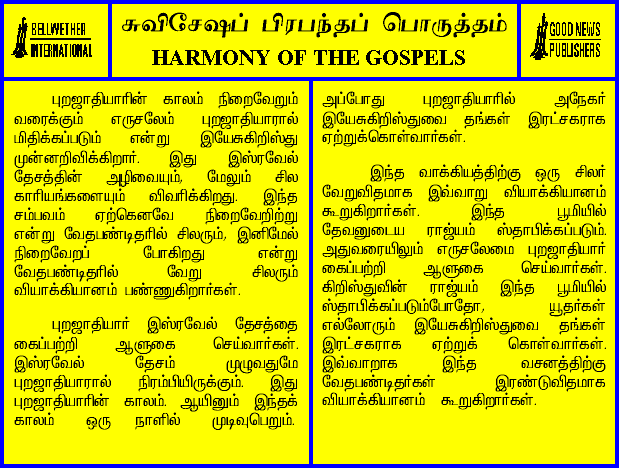 BELLWETHER
INTERNATIONAL
சுவிசேஷப் பிரபந்தப் பொருத்தம்
HARMONY OF THE GOSPELS
GOOD NEWS
PUBLISHERS
புறஜாதியாரின் காலம் நிறைவேறும்
வரைக்கும் எருசலேம் புறஜாதியாரால்
மிதிக்கப்படும் என்று இயேசுகிறிஸ்து
முன்னறிவிக்கிறார். இது இஸ்ரவேல்
தேசத்தின் அழிவையும், மேலும் சில
காரியங்களையும் விவரிக்கிறது. இந்த
சம்பவம் ஏற்கெனவே நிறைவேறிற்று
என்று வேதபண்டிதரில் சிலரும், இனிமேல்
நிறைவேறப் போகிறது என்று
வேதபண்டிதரில் வேறு சிலரும்
வியாக்கியானம் பண்ணுகிறார்கள்.
புறஜாதியார் இஸ்ரவேல் தேசத்தை
கைப்பற்றி ஆளுகை செய்வார்கள்.
இஸ்ரவேல் தேசம் முழுவதுமே
புறஜாதியாரால் நிரம்பியிருக்கும். இது
புறஜாதியாரின் காலம். ஆயினும் இந்தக்
காலம் ஒரு நாளில் முடிவுபெறும்.
அப்போது புறஜாதியாரில் அநேகர்
இயேசுகிறிஸ்துவை தங்கள் இரட்சகராக
ஏற்றுக்கொள்வார்கள்.
இந்த வாக்கியத்திற்கு ஒரு சிலர்
வேறுவிதமாக இவ்வாறு வியாக்கியானம்
கூறுகிறார்கள். இந்த பூமியில்
தேவனுடைய ராஜ்யம் ஸ்தாபிக்கப்படும்.
அதுவரையிலும் எருசலேமை புறஜாதியார்
கைப்பற்றி ஆளுகை செய்வார்கள்.
கிறிஸ்துவின் ராஜ்யம் இந்த பூமியில்
ஸ்தாபிக்கப்படும்போதோ, யூதர்கள்
எல்லோரும் இயேசுகிறிஸ்துவை தங்கள்
இரட்சகராக ஏற்றுக் கொள்வார்கள்.
இவ்வாறாக இந்த வசனத்திற்கு
வேதபண்டிதர்கள் இரண்டுவிதமாக
வியாக்கியானம் கூறுகிறார்கள்.